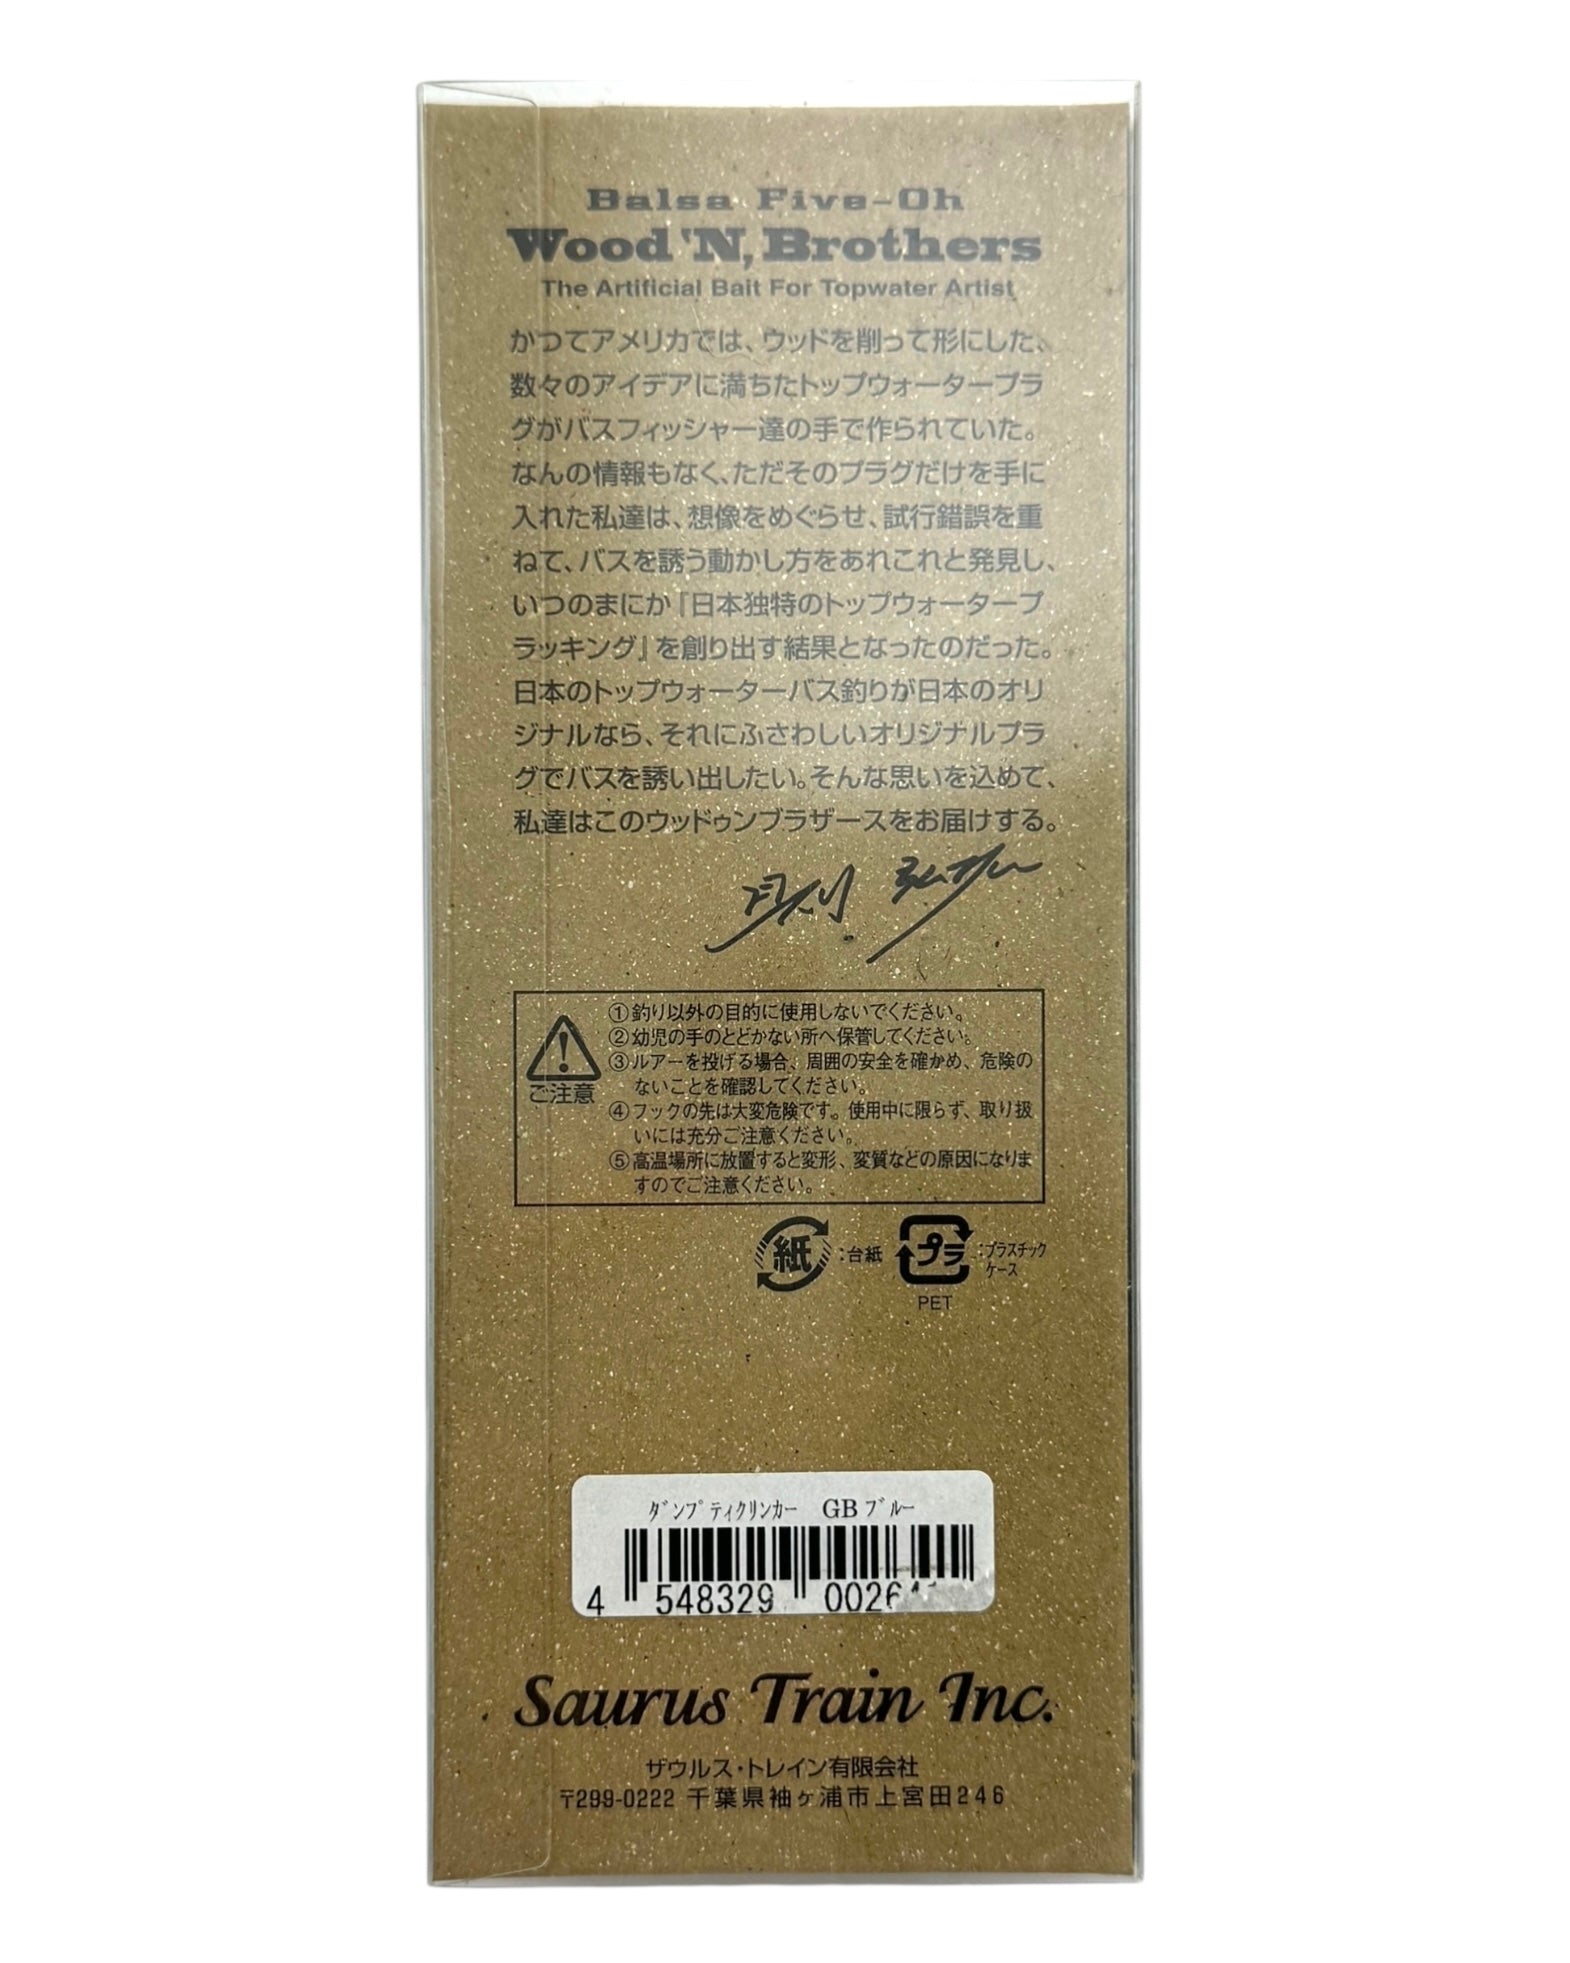 Balsa Five-Oh
Wood 'N, Brothers
The Artificial Bait For Topwater Artist
かつてアメリカでは、ウッドを削って形にした、
数々のアイデアに満ちたトップウォータープラ
グがバスフィッシャー達の手で作られていた。
なんの情報もなく、ただそのプラグだけを手に
入れた私達は、想像をめぐらせ、試行錯誤を重
ねて、バスを誘う動かし方をあれこれと発見し、
いつのまにか『日本独特のトップウォータープ
ラッキング』を創り出す結果となったのだった。
日本のトップウォーターバス釣りが日本のオリ
ジナルなら、それにふさわしいオリジナルプラ
グでバスを誘い出したい。そんな思いを込めて、
私達はこのウッドゥンブラザースをお届けする。
ご注意
①釣り以外の目的に使用しないでください。
②幼児の手のとどかない所へ保管してください。
③ルアーを投げる場合、周囲の安全を確かめ、危険の
ないことを確認してください。
④フックの先は大変危険です。使用中に限らず、取り扱
いには充分ご注意ください。
⑤高温場所に放置すると変形、変質などの原因になりま
すのでご注意ください。
紙 :台紙 プラ :プラスチック
ケース
PET
ﾀﾞﾝﾌﾟﾃｨｸﾘﾝｶｰ GB ﾌﾞﾙｰ
4 548329 0026
Saurus Train Inc.
ザウルス・トレイン有限会社
〒299-0222 千葉県袖ヶ浦市上宮田246